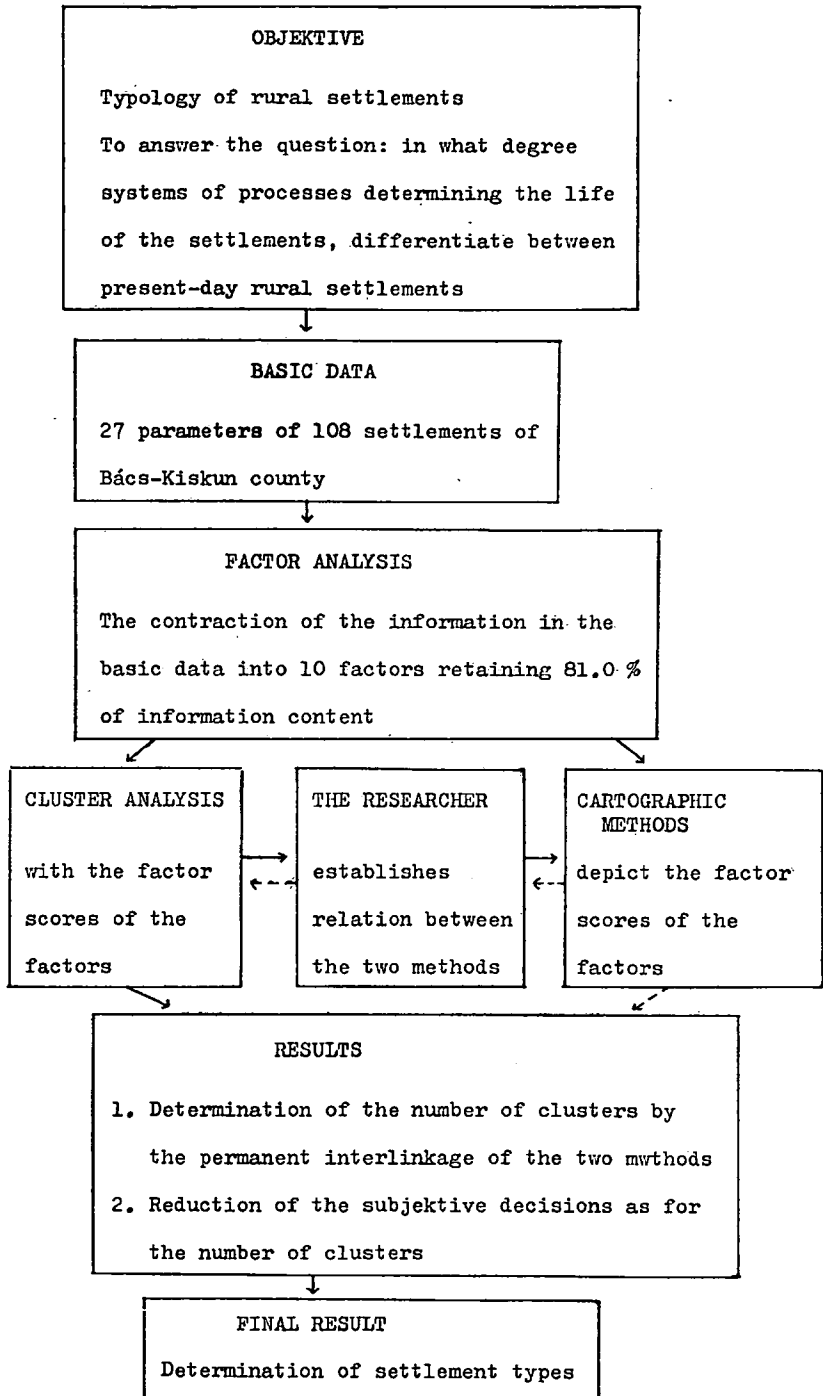 OBJEKTIVE
Typology of rural settlements
To answer the question: in what degree
systems of processes determining the life
of the settlements, differentiate between
present-day rural settlements
BASIC DATA
27 parameters of 108 settlements of
Bács-Kiskun county
FACTOR ANALYSIS
The contraction of the information in the
basic data into 10 factors retaining 81.0 %
of information content
CLUSTER ANALYSIS
with the factor
scores of the
factors
THE RESEARCHER
establishes
relation between
the two methods
CARTOGRAPHIC
METHODS
depict the factor
scores of the
factors
RESULTS
1. Determination of the number of clusters by
the permanent interlinkage of the two mwthods
2. Reduction of the subjektive decisions as for
the number of clusters
FINAL RESULT
Determination of settlement types